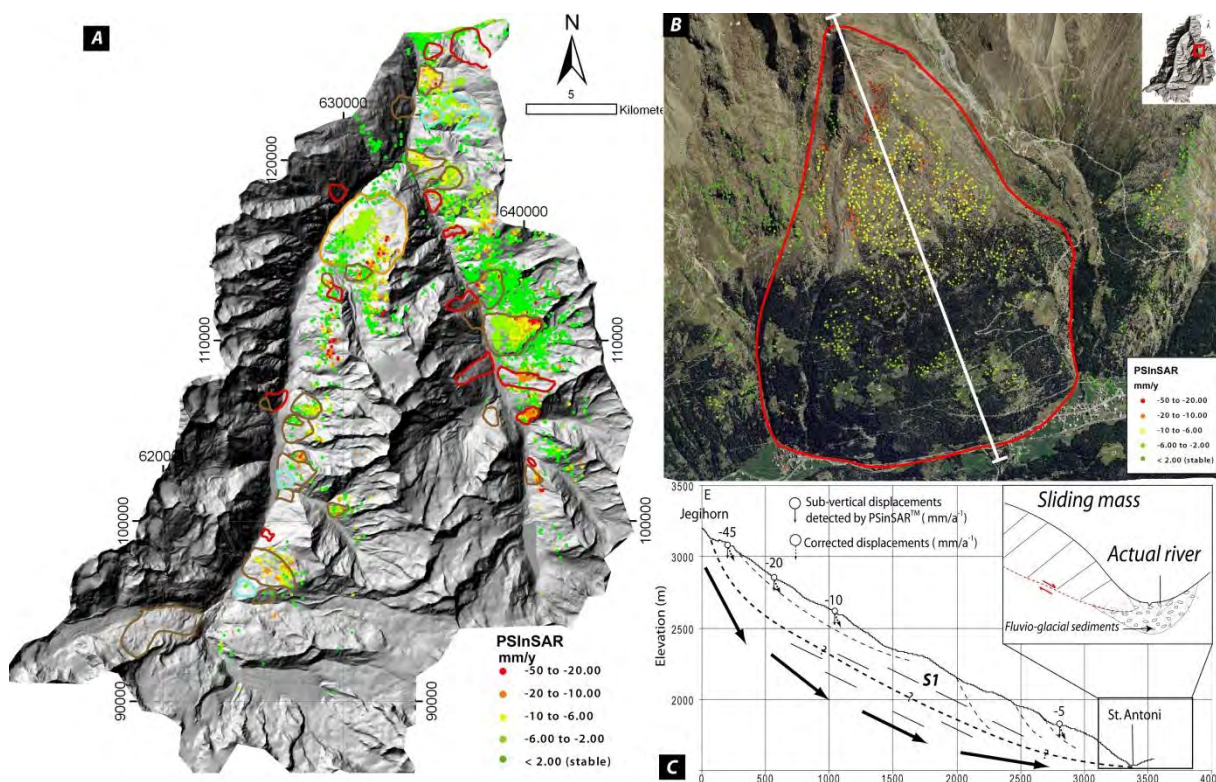 A
N
5
Kilomete
630000
120000
640000
110000
110000
620000
100000
100000
90000
90000
PSInSAR
mm/y
-50 to -20.00
-20 to -10.00
-10 to -6.00
-6.00 to -2.00
< 2.00 (stable)
B
PSInSAR
mm/y
-50 to -20.00
-20 to -10.00
-10 to -6.00
-6.00 to -2.00
< 2.00 (stable)
3500
E
Jegihorn
Sub-vertical displacements
detected by PSinSAR™ (mm/a⁻¹)
Corrected displacements ( mm/a⁻¹)
-45
-20
-10
-5
3000
2500
2000
Elevation (m)
?
S1
?
?
Sliding mass
Actual river
Fluvio-glacial sediments
St. Antoni
C
0
500
1000
1500
2000
2500
3000
3500
400